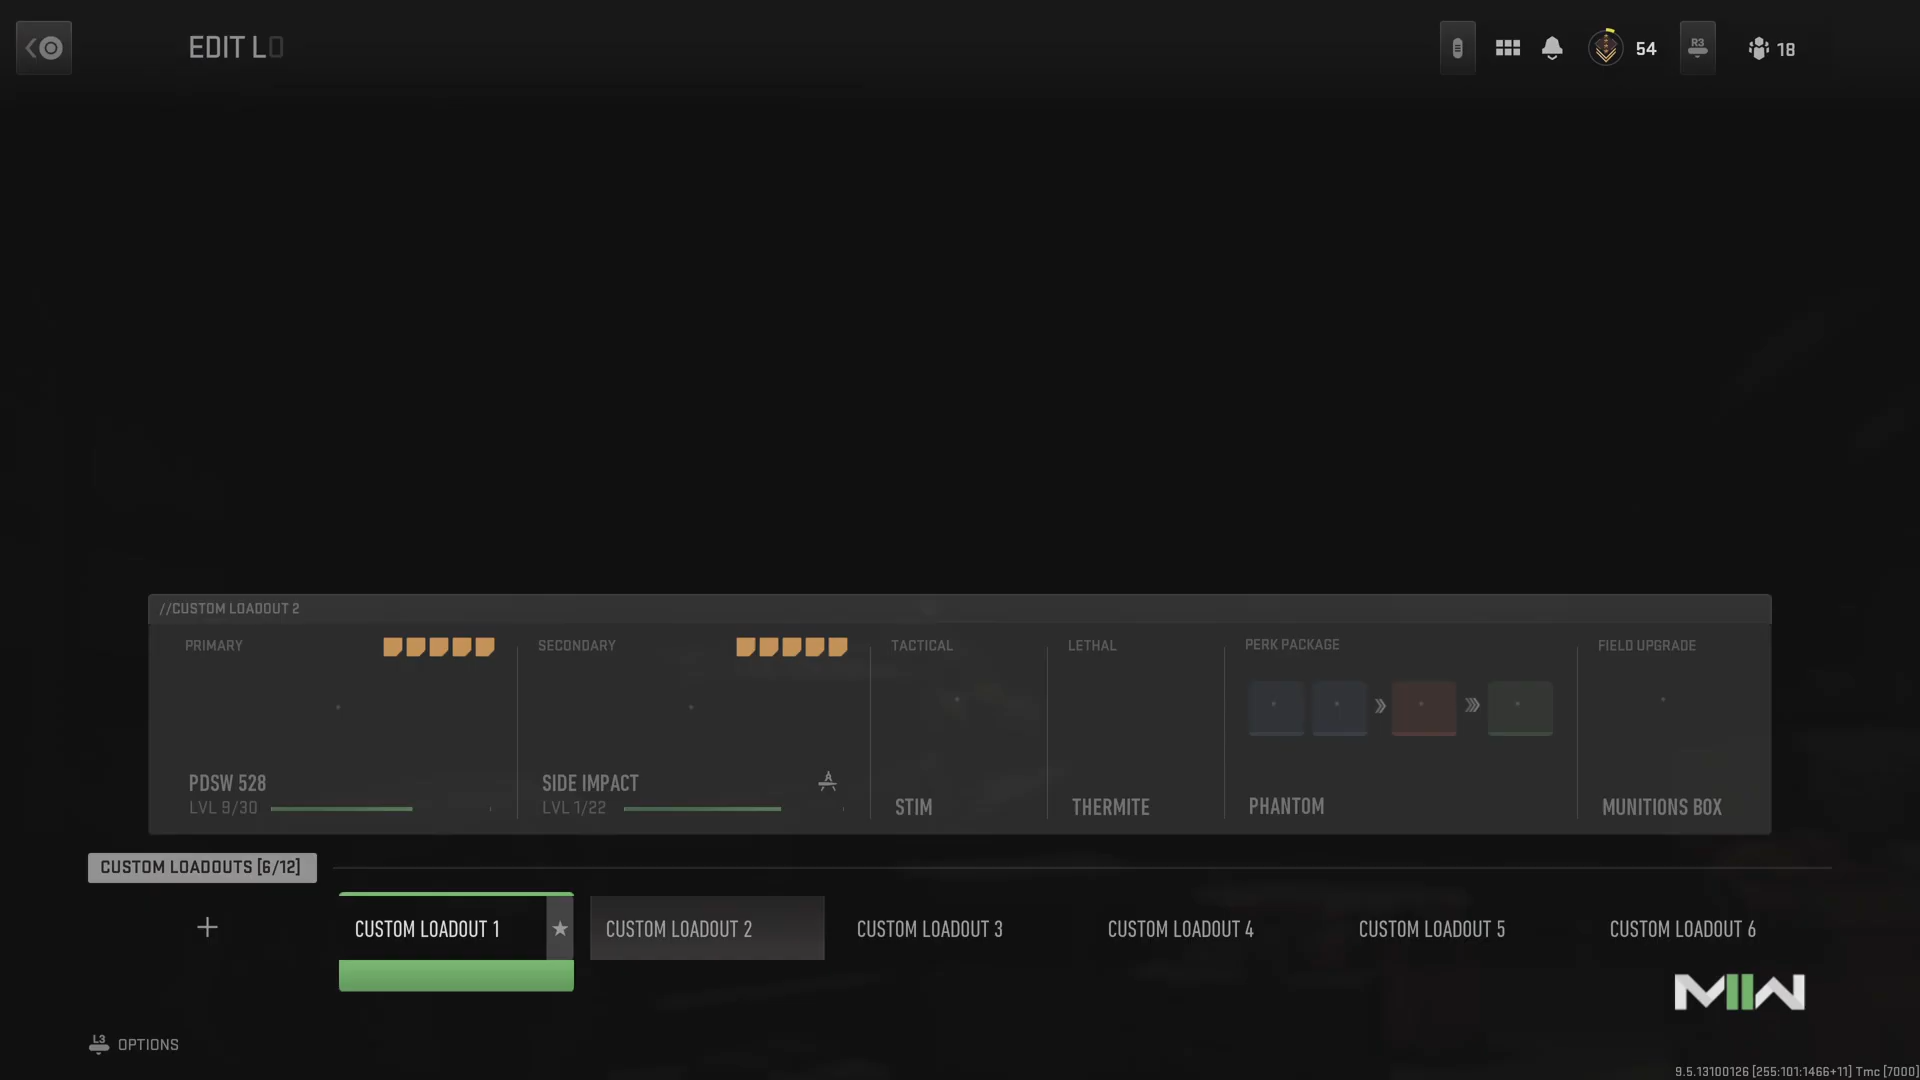 EDIT LO
54
R3
18
//CUSTOM LOADOUT 2
PRIMARY
SECONDARY
TACTICAL
LETHAL
PERK PACKAGE
FIELD UPGRADE
PDSW 528
LVL 9/30
SIDE IMPACT
LVL 1/22
STIM
THERMITE
PHANTOM
MUNITIONS BOX
CUSTOM LOADOUTS [6/12]
CUSTOM LOADOUT 1
CUSTOM LOADOUT 2
CUSTOM LOADOUT 3
CUSTOM LOADOUT 4
CUSTOM LOADOUT 5
CUSTOM LOADOUT 6
MIIW
L3 OPTIONS
9.5.13100126 [255:101:1466+11] Tmc [7000]